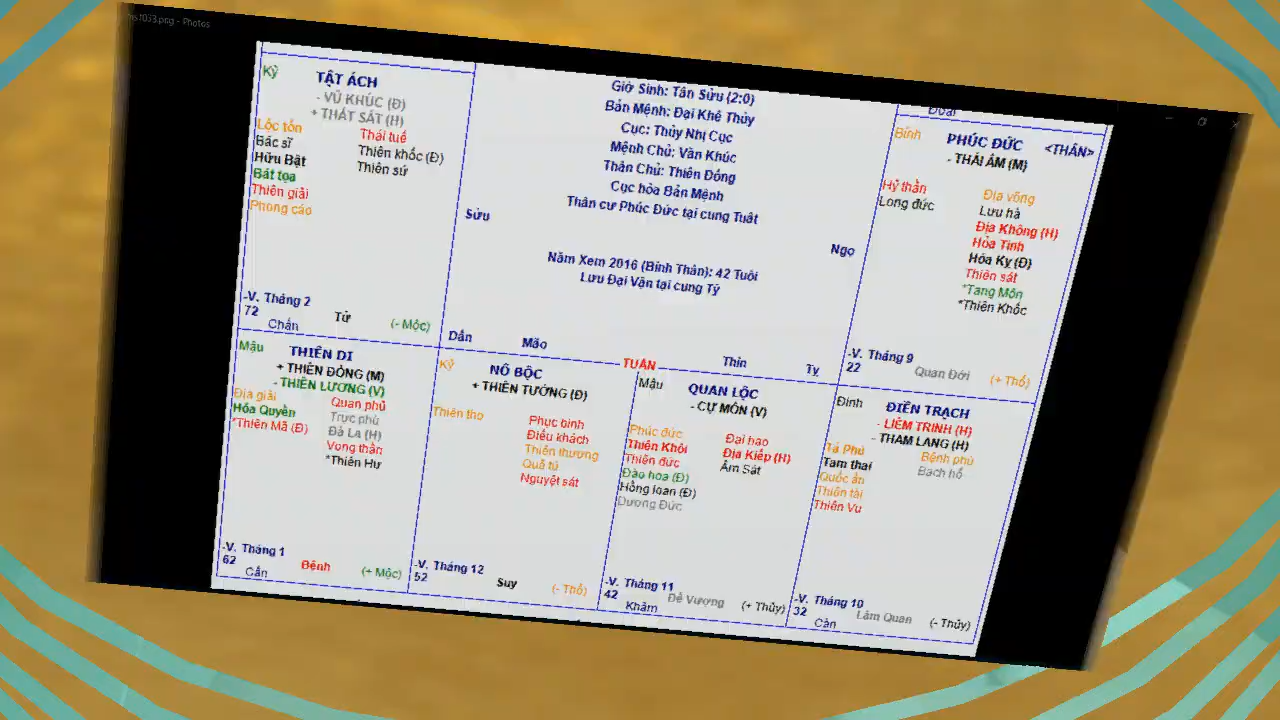 ns1033.png - Photos
Kỷ
TẬT ÁCH
- VŨ KHÚC (Đ)
+ THẤT SÁT (H)
Lộc tồn
Bác sĩ
Hữu Bật
Bát tọa
Thiên giải
Phong cáo
Thái tuế
Thiên khốc (Đ)
Thiên sứ
-V. Tháng 2
72
Chấn
Tử
(- Mộc)
Giờ Sinh: Tân Sửu (2:0)
Bản Mệnh: Đại Khê Thủy
Cục: Thủy Nhị Cục
Mệnh Chủ: Văn Khúc
Thân Chủ: Thiên Đồng
Cục hòa Bản Mệnh
Thân cư Phúc Đức tại cung Tuất
Sửu
Ngọ
Năm Xem 2016 (Bính Thân): 42 Tuổi
Lưu Đại Vận tại cung Tý
Dần
Mão
Thìn
Tỵ
TUẦN
Đoài
Bính
PHÚC ĐỨC
<THÂN>
- THÁI ÂM (M)
Hỷ thần
Long đức
Địa võng
Lưu hà
Địa Không (H)
Hỏa Tinh
Hóa Kỵ (Đ)
Thiên sát
*Tang Môn
*Thiên Khốc
-V. Tháng 9
22
Quan Đới
(+ Thổ)
Mậu
THIÊN DI
+ THIÊN ĐỒNG (M)
- THIÊN LƯƠNG (V)
Địa giải
Hóa Quyền
*Thiên Mã (Đ)
Quan phủ
Trực phù
Đà La (H)
Vong thần
*Thiên Hư
-V. Tháng 1
62
Cấn
Bệnh
(+ Mộc)
Kỷ
NÔ BỘC
+ THIÊN TƯỚNG (Đ)
Thiên thọ
Phục binh
Điếu khách
Thiên thương
Quả tú
Nguyệt sát
-V. Tháng 12
52
Suy
(- Thổ)
Mậu
QUAN LỘC
- CỰ MÔN (V)
Phúc đức
Thiên Khôi
Thiên đức
Đào hoa (Đ)
Hồng loan (Đ)
Dương Đức
Đại hao
Địa Kiếp (H)
Âm Sát
-V. Tháng 11
42
Khảm
Đế Vượng
(+ Thủy)
Đinh
ĐIỀN TRẠCH
- LIÊM TRINH (H)
- THAM LANG (H)
Tả Phù
Tam thai
Quốc ấn
Thiên tài
Thiên Vu
Bệnh phù
Bạch hổ
-V. Tháng 10
32
Càn
Lâm Quan
(- Thủy)